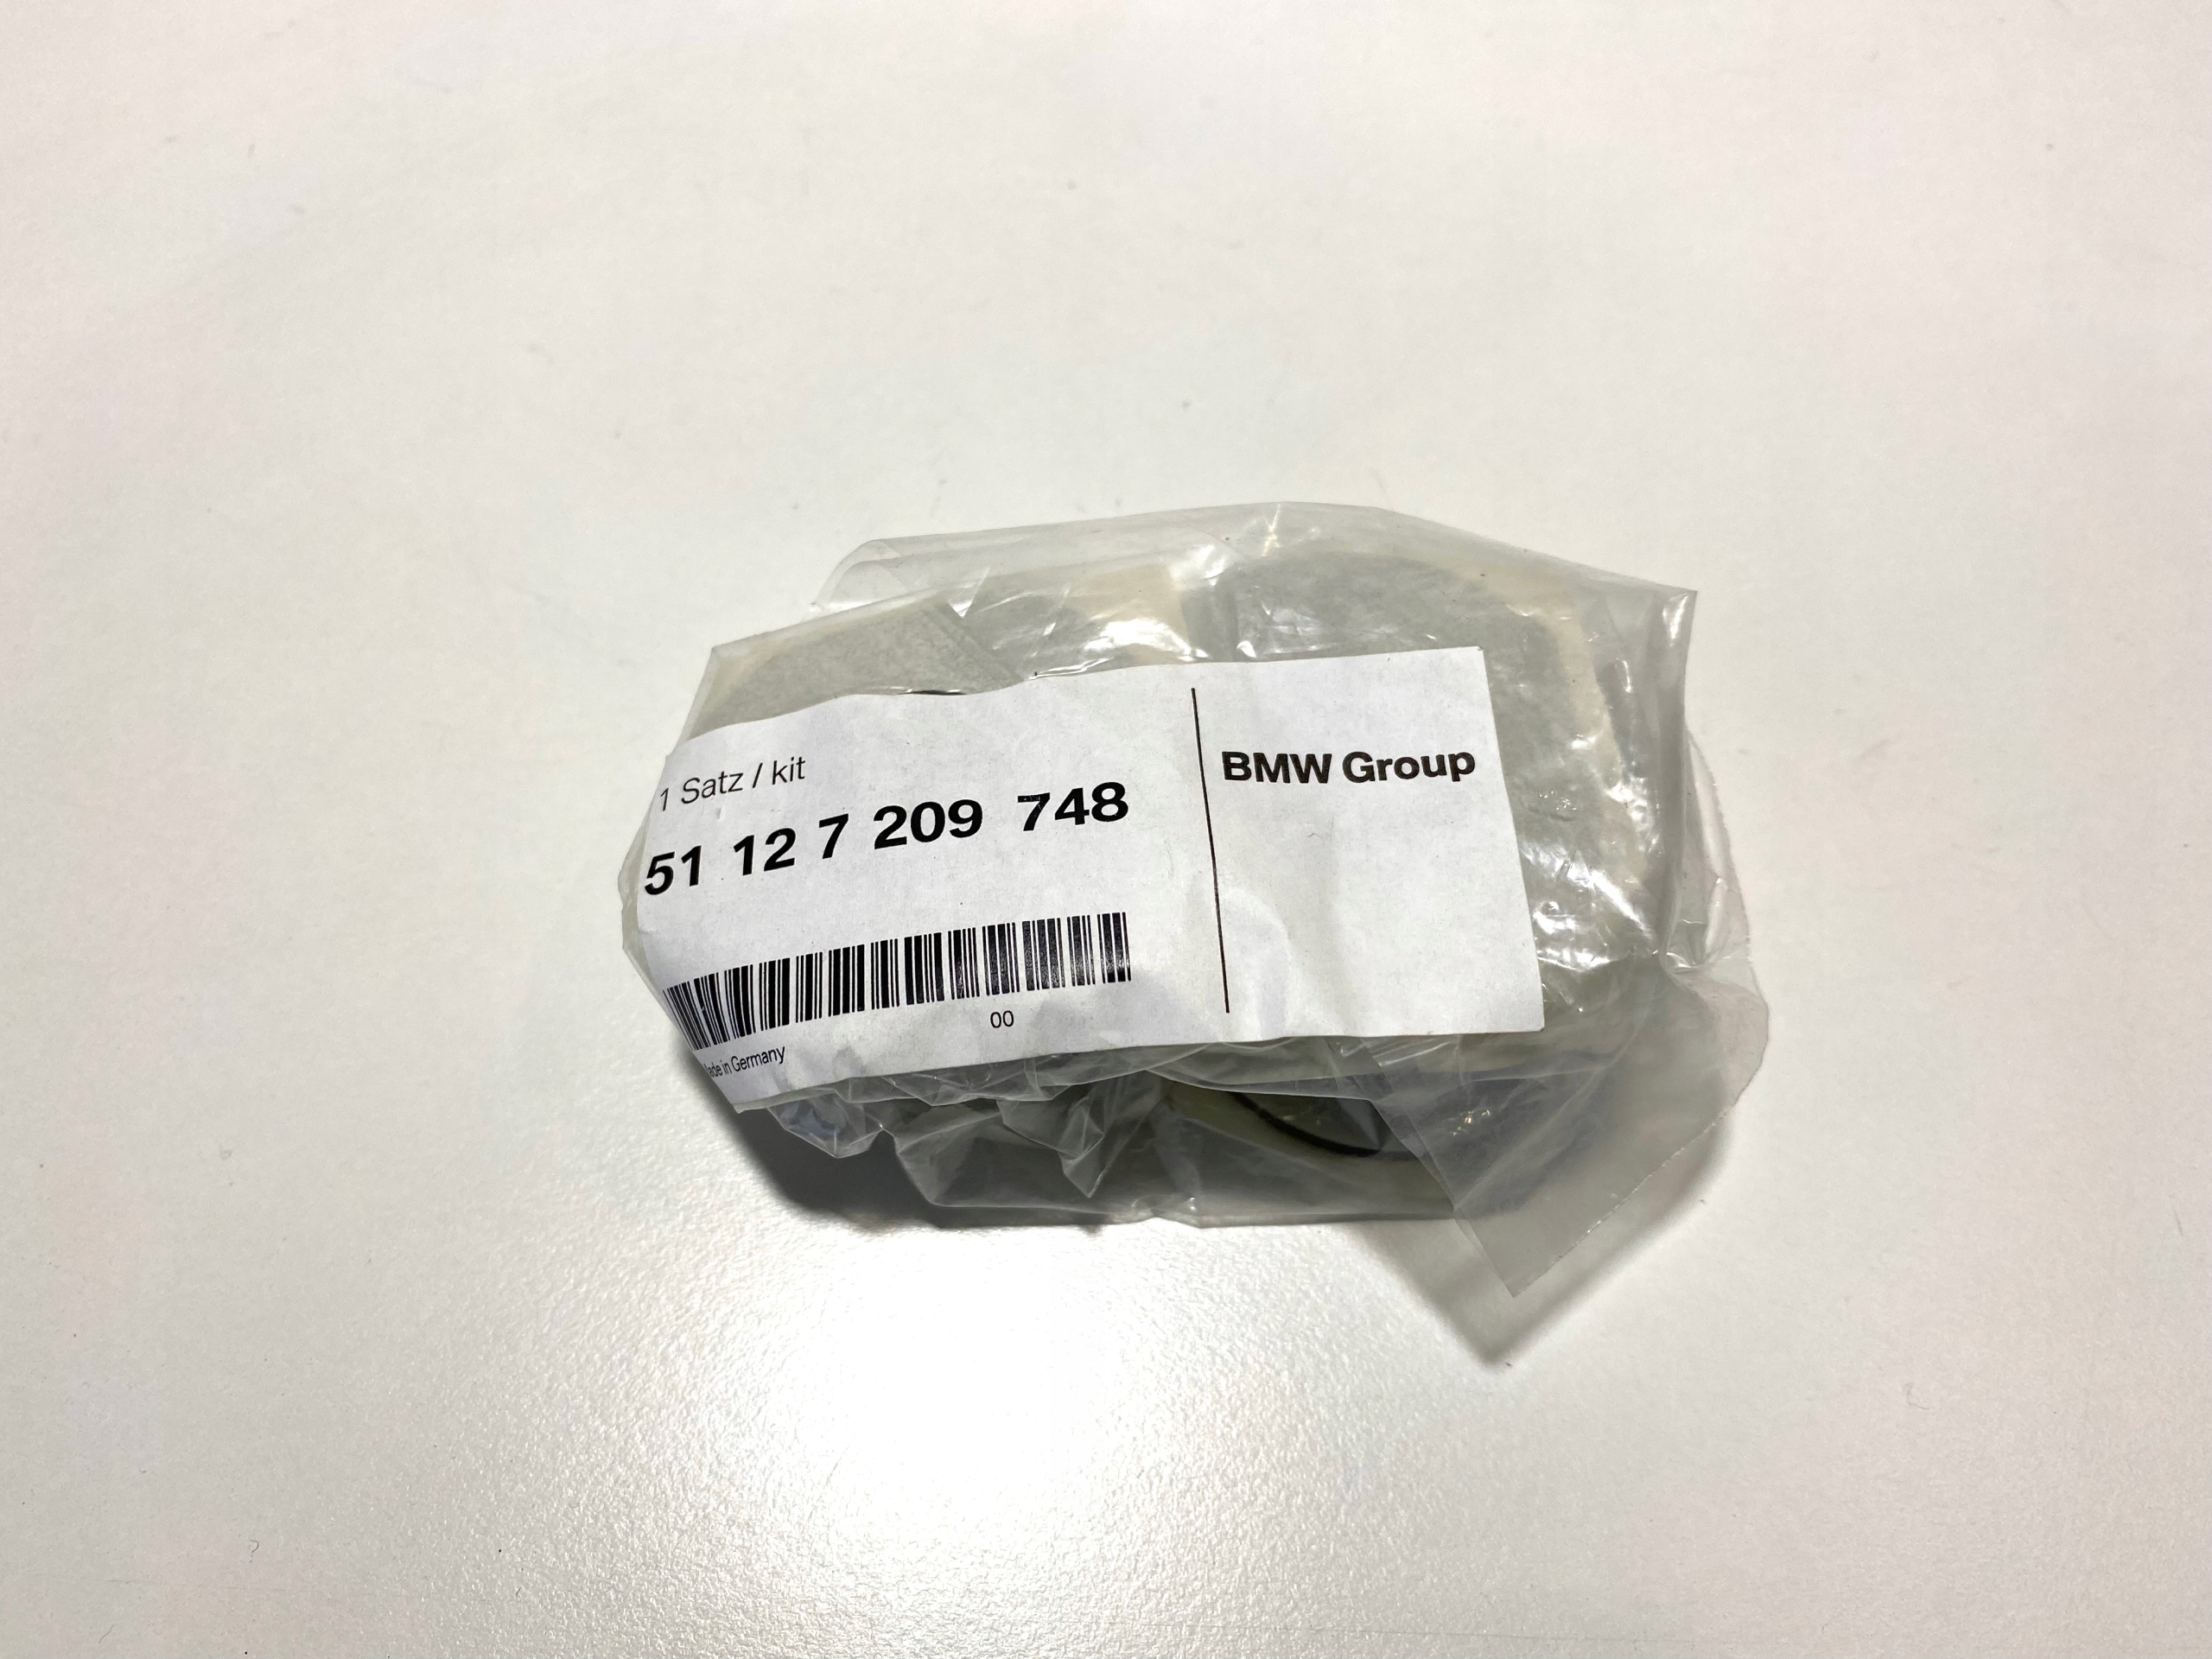 1 Satz / kit
51 12 7 209 748
BMW Group
00
Made in Germany